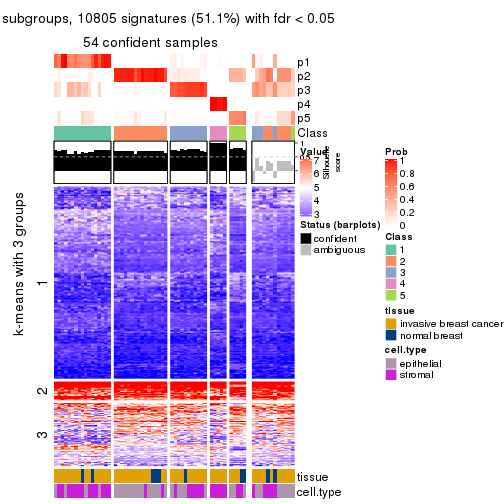 subgroups, 10805 signatures (51.1%) with fdr < 0.05
54 confident samples
p1
p2
p3
p4
p5
Class
1
0.5
Silhouette
score
k-means with 3 groups
1
2
3
tissue
cell.type
Value
7
6
5
4
3
Status (barplots)
confident
ambiguous
Prob
1
0.8
0.6
0.4
0.2
0
Class
1
2
3
4
5
tissue
invasive breast cancer
normal breast
cell.type
epithelial
stromal